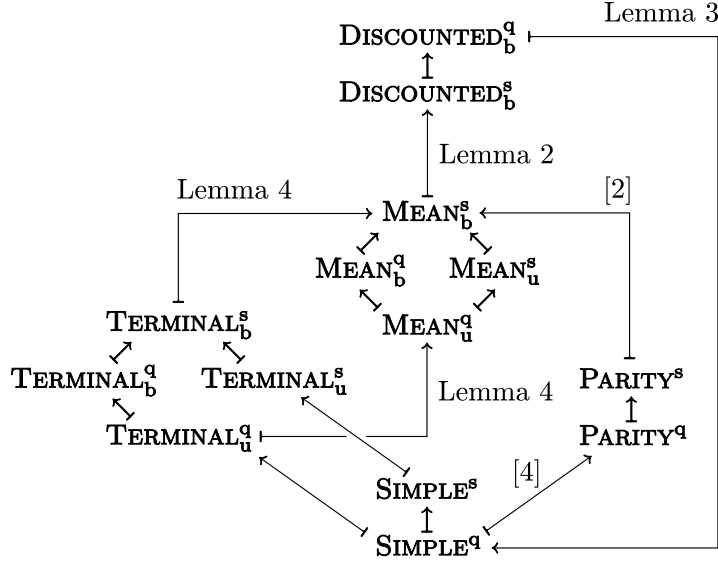 Lemma 3
DISCOUNTED^q_b
DISCOUNTED^s_b
Lemma 2
Lemma 4
[2]
MEAN^s_b
MEAN^q_b
MEAN^s_u
MEAN^q_u
TERMINAL^s_b
TERMINAL^q_b
TERMINAL^s_u
PARITY^s
Lemma 4
TERMINAL^q_u
PARITY^q
[4]
SIMPLE^s
SIMPLE^q